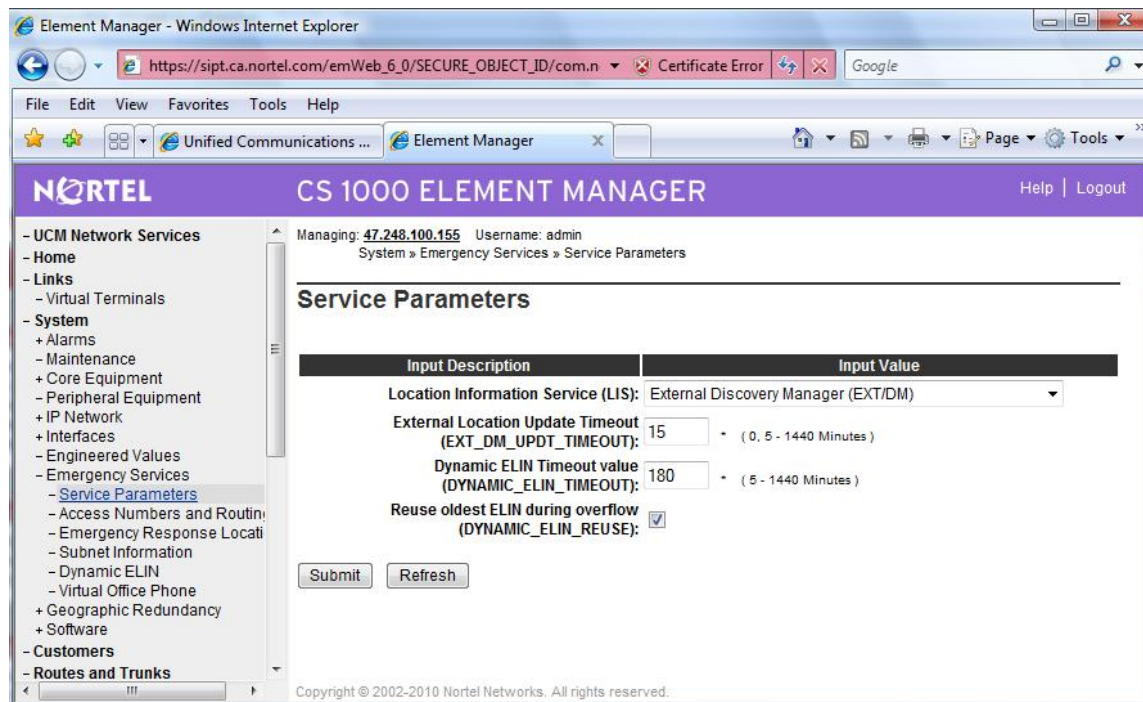 Element Manager - Windows Internet Explorer
https://sipt.ca.nortel.com/emWeb_6_0/SECURE_OBJECT_ID/com.n Certificate Error Google
File Edit View Favorites Tools Help
Unified Communications ... Element Manager Page Tools
NORTEL CS 1000 ELEMENT MANAGER Help | Logout
- UCM Network Services
- Home
- Links
- Virtual Terminals
- System
+ Alarms
- Maintenance
+ Core Equipment
- Peripheral Equipment
+ IP Network
+ Interfaces
- Engineered Values
- Emergency Services
- Service Parameters
- Access Numbers and Routing
- Emergency Response Locati
- Subnet Information
- Dynamic ELIN
- Virtual Office Phone
+ Geographic Redundancy
+ Software
- Customers
- Routes and Trunks
Managing: 47.248.100.155 Username: admin
System » Emergency Services » Service Parameters
Service Parameters
Input Description Input Value
Location Information Service (LIS): External Discovery Manager (EXT/DM)
External Location Update Timeout
(EXT_DM_UPDT_TIMEOUT): 15 * ( 0, 5 - 1440 Minutes )
Dynamic ELIN Timeout value
(DYNAMIC_ELIN_TIMEOUT): 180 * ( 5 - 1440 Minutes )
Reuse oldest ELIN during overflow
(DYNAMIC_ELIN_REUSE):
Submit Refresh
Copyright © 2002-2010 Nortel Networks. All rights reserved.